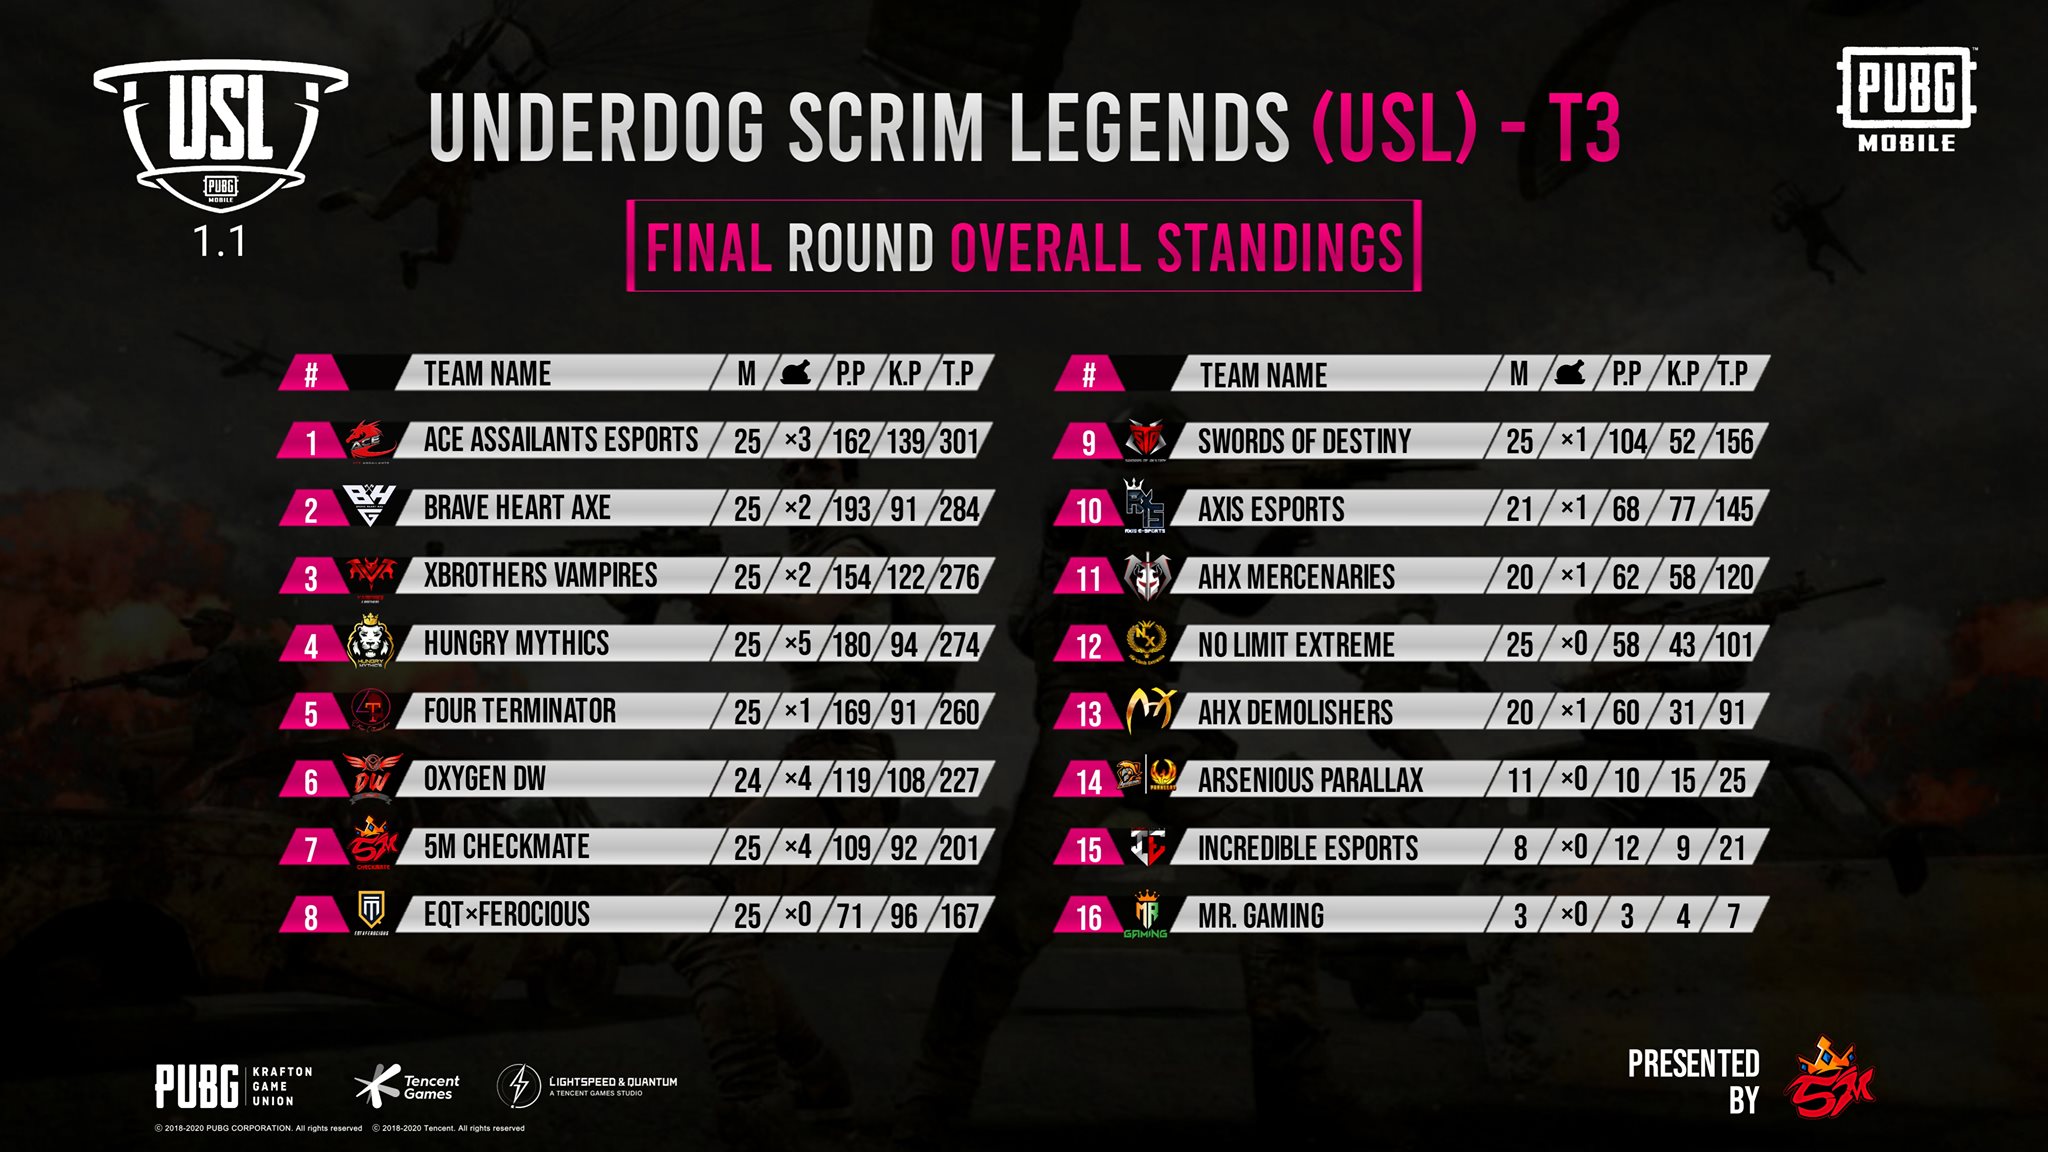 USL
PUBG
MOBILE
1.1
UNDERDOG SCRIM LEGENDS (USL) - T3
PUBG™
MOBILE
FINAL ROUND OVERALL STANDINGS
# TEAM NAME M P.P K.P T.P
1 ACE ASSAILANTS ESPORTS 25 ×3 162 139 301
2 BRAVE HEART AXE 25 ×2 193 91 284
3 XBROTHERS VAMPIRES 25 ×2 154 122 276
4 HUNGRY MYTHICS 25 ×5 180 94 274
5 FOUR TERMINATOR 25 ×1 169 91 260
6 OXYGEN DW 24 ×4 119 108 227
7 5M CHECKMATE 25 ×4 109 92 201
8 EQT×FEROCIOUS 25 ×0 71 96 167
# TEAM NAME M P.P K.P T.P
9 SWORDS OF DESTINY 25 ×1 104 52 156
10 AXIS ESPORTS 21 ×1 68 77 145
11 AHX MERCENARIES 20 ×1 62 58 120
12 NO LIMIT EXTREME 25 ×0 58 43 101
13 AHX DEMOLISHERS 20 ×1 60 31 91
14 ARSENIOUS PARALLAX 11 ×0 10 15 25
15 INCREDIBLE ESPORTS 8 ×0 12 9 21
16 MR. GAMING 3 ×0 3 4 7
PUBG
KRAFTON
GAME
UNION
Tencent
Games
LIGHTSPEED & QUANTUM
A TENCENT GAMES STUDIO
© 2018-2020 PUBG CORPORATION. All rights reserved © 2018-2020 Tencent. All rights reserved
PRESENTED
BY
5M